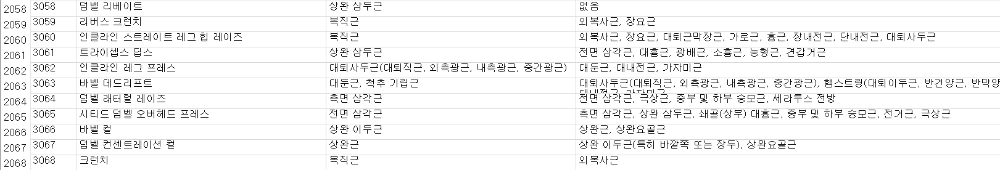 2058 3058 덤벨 리베이트 상완 삼두근 없음
2059 3059 리버스 크런치 복직근 외복사근, 장요근
2060 3060 인클라인 스트레이트 레그 힙 레이즈 복직근 외복사근, 장요근, 대퇴근막장근, 가로근, 흉근, 장내전근, 단내전근, 대퇴사두근
2061 3061 트라이셉스 딥스 상완 삼두근 전면 삼각근, 대흉근, 광배근, 소흉근, 능형근, 견갑거근
2062 3062 인클라인 레그 프레스 대퇴사두근(대퇴직근, 외측광근, 내측광근, 중간광근) 대둔근, 대내전근, 가자미근
2063 3063 바벨 데드리프트 대둔근, 척추 기립근 대퇴사두근(대퇴직근, 외측광근, 내측광근, 중간광근), 햄스트링(대퇴이두근, 반건양근, 반막양
2064 3064 덤벨 래터럴 레이즈 측면 삼각근 전면 삼각근, 극상근, 중부 및 하부 승모근, 세라투스 전방
2065 3065 시티드 덤벨 오버헤드 프레스 전면 삼각근 측면 삼각근, 상완 삼두근, 쇄골(상부) 대흉근, 중부 및 하부 승모근, 전거근, 극상근
2066 3066 바벨 컬 상완 이두근 상완근, 상완요골근
2067 3067 덤벨 컨센트레이션 컬 상완근 상완 이두근(특히 바깥쪽 또는 장두), 상완요골근
2068 3068 크런치 복직근 외복사근